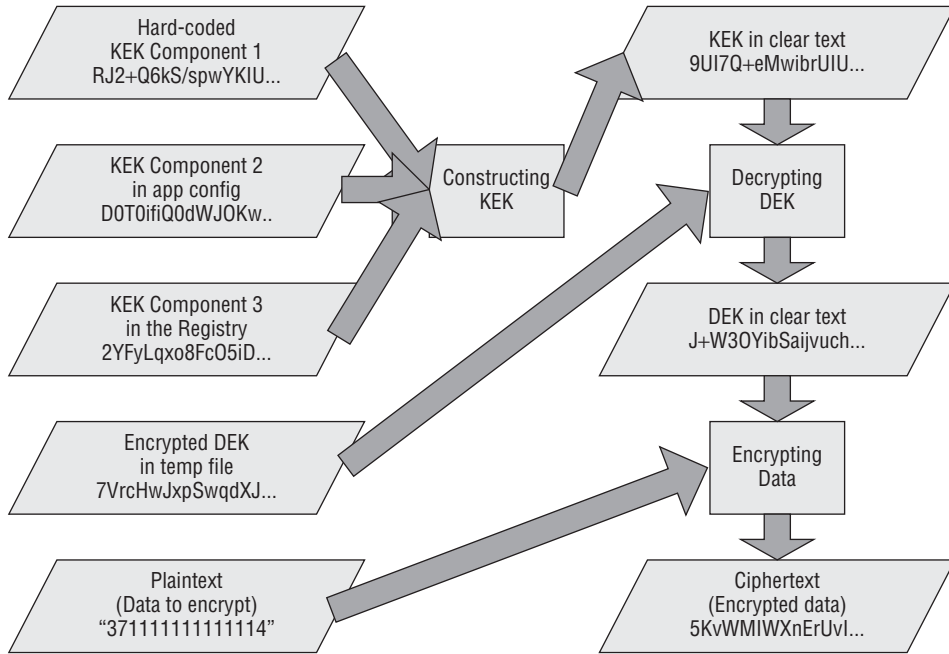 Hard-coded
KEK Component 1
RJ2+Q6kS/spwYKIU...
KEK Component 2
in app config
D0T0ifiQ0dWJOKw..
KEK Component 3
in the Registry
2YFyLqxo8FcO5iD...
Encrypted DEK
in temp file
7VrcHwJxpSwqdXJ...
Plaintext
(Data to encrypt)
“371111111111114”
Constructing
KEK
KEK in clear text
9UI7Q+eMwibrUIU...
Decrypting
DEK
DEK in clear text
J+W3OYibSaijvuch...
Encrypting
Data
Ciphertext
(Encrypted data)
5KvWMIWXnErUvI...